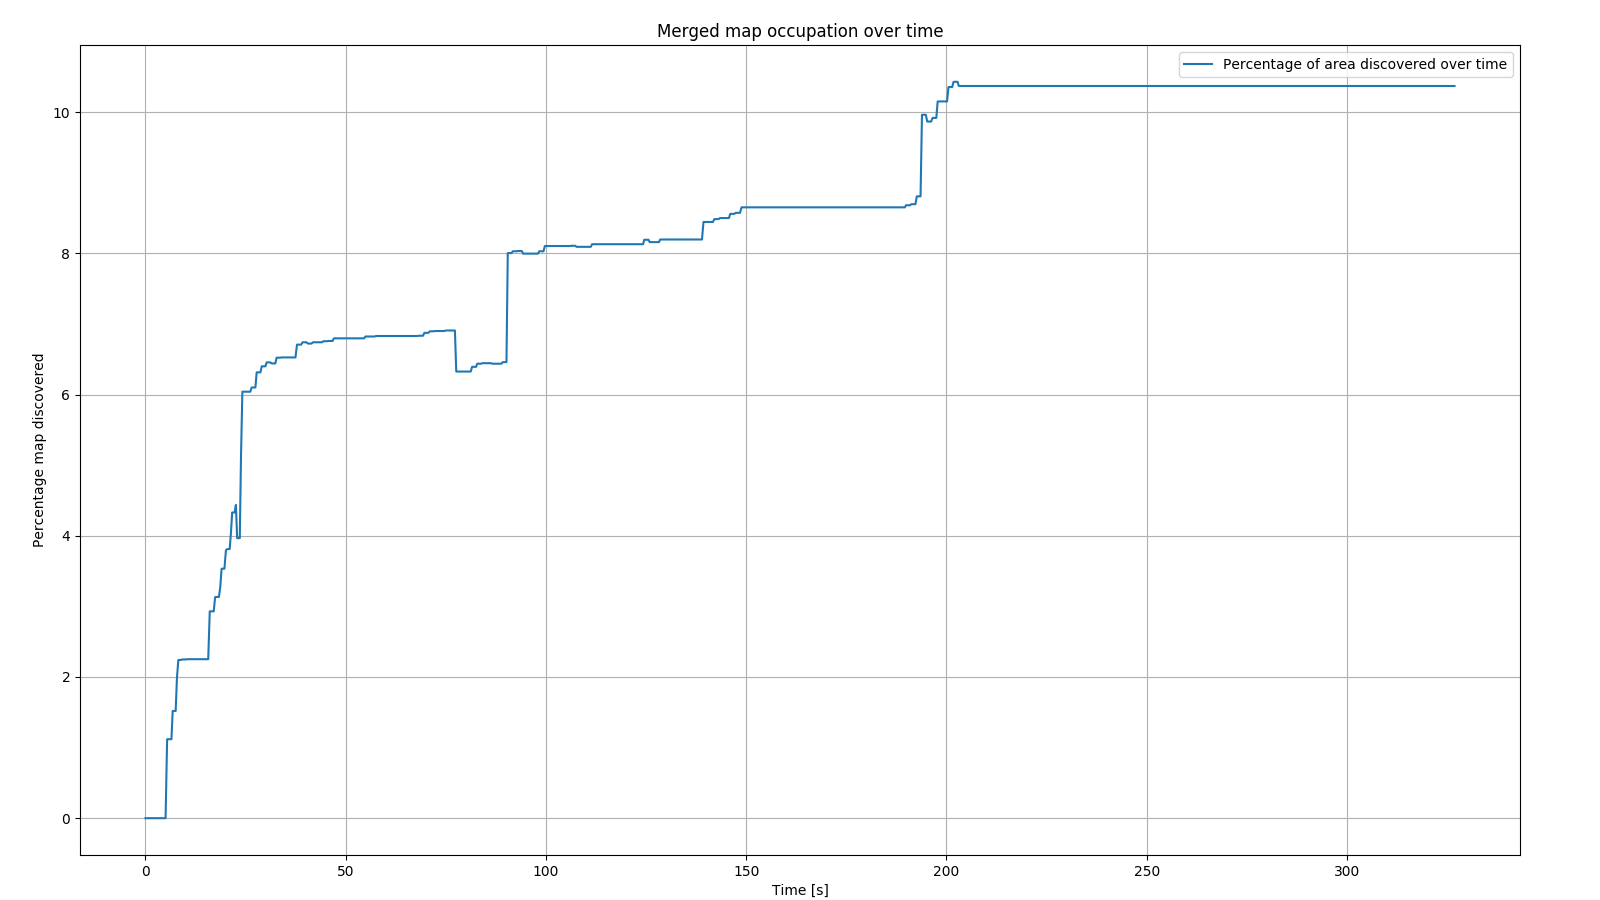 Merged map occupation over time
Percentage of area discovered over time
Percentage map discovered
10
8
6
4
2
0
0 50 100 150 200 250 300
Time [s]